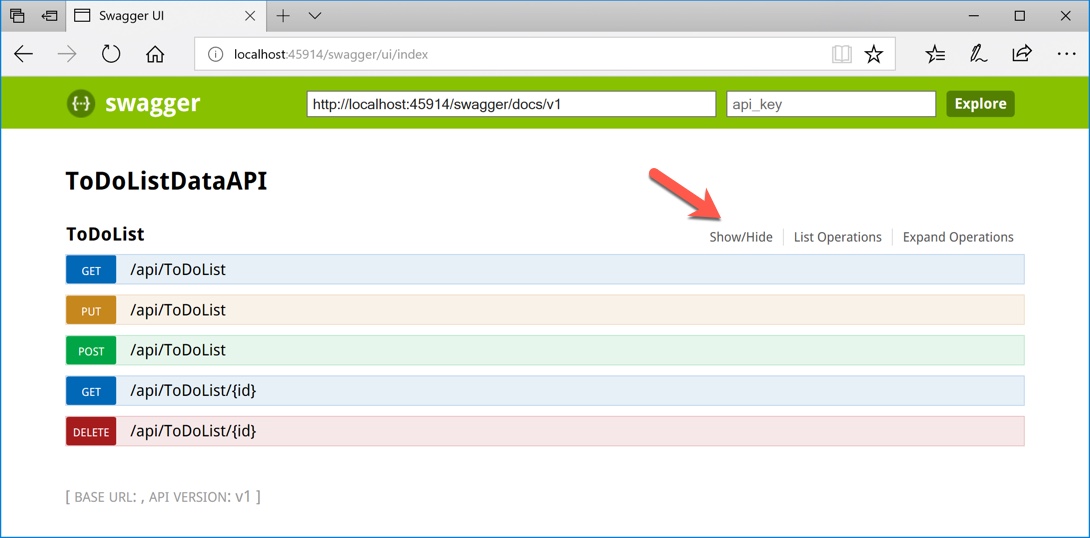 Swagger UI
localhost:45914/swagger/ui/index
{···} swagger http://localhost:45914/swagger/docs/v1 api_key Explore
ToDoListDataAPI
ToDoList Show/Hide List Operations Expand Operations
GET /api/ToDoList
PUT /api/ToDoList
POST /api/ToDoList
GET /api/ToDoList/{id}
DELETE /api/ToDoList/{id}
[ BASE URL: , API VERSION: v1 ]